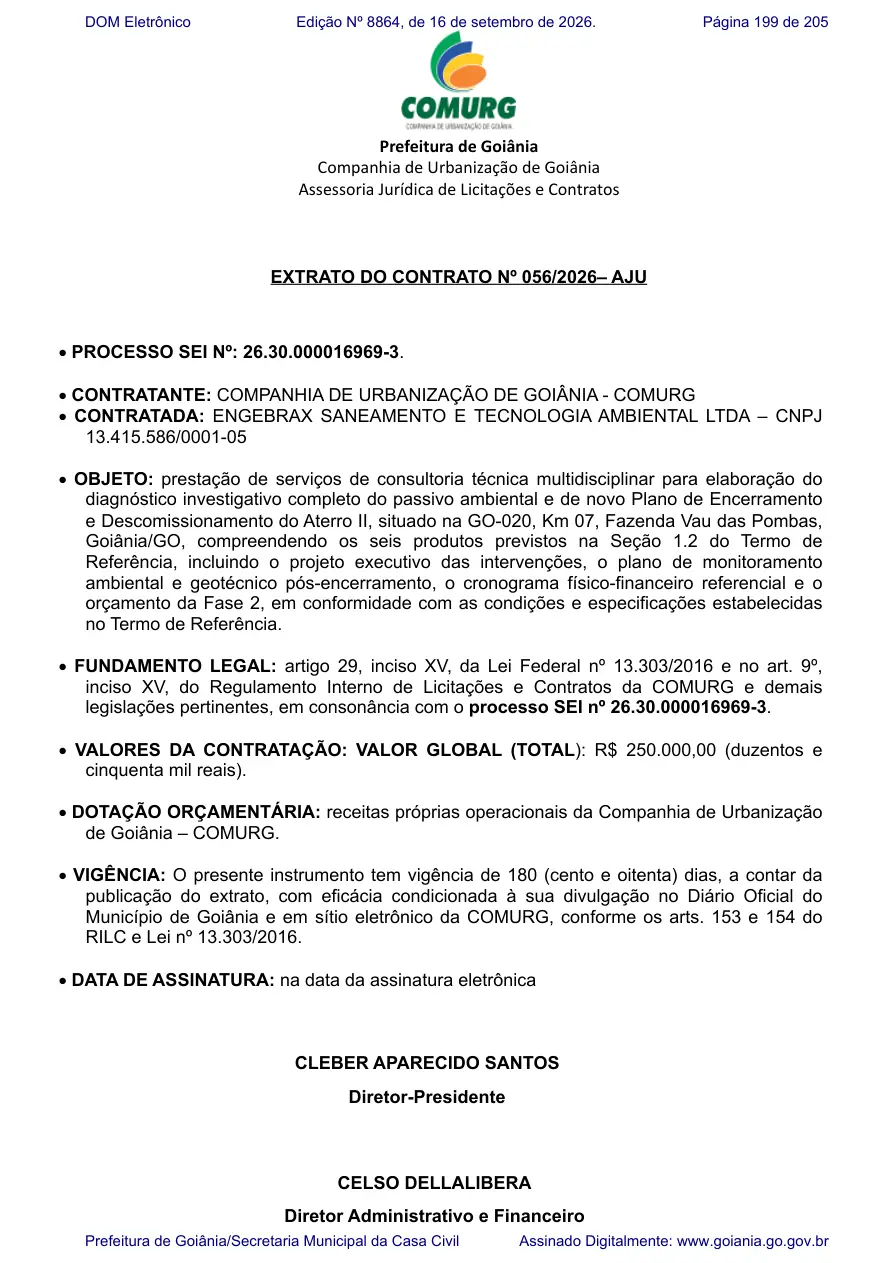 DOM Eletrônico Edição Nº 8864, de 16 de setembro de 2026. Página 199 de 205
COMURG
COMPANHIA DE URBANIZAÇÃO DE GOIÂNIA
Prefeitura de Goiânia
Companhia de Urbanização de Goiânia
Assessoria Jurídica de Licitações e Contratos
EXTRATO DO CONTRATO Nº 056/2026– AJU
• PROCESSO SEI Nº: 26.30.000016969-3.
• CONTRATANTE: COMPANHIA DE URBANIZAÇÃO DE GOIÂNIA - COMURG
• CONTRATADA: ENGEBRAX SANEAMENTO E TECNOLOGIA AMBIENTAL LTDA – CNPJ
13.415.586/0001-05
• OBJETO: prestação de serviços de consultoria técnica multidisciplinar para elaboração do
diagnóstico investigativo completo do passivo ambiental e de novo Plano de Encerramento
e Descomissionamento do Aterro II, situado na GO-020, Km 07, Fazenda Vau das Pombas,
Goiânia/GO, compreendendo os seis produtos previstos na Seção 1.2 do Termo de
Referência, incluindo o projeto executivo das intervenções, o plano de monitoramento
ambiental e geotécnico pós-encerramento, o cronograma físico-financeiro referencial e o
orçamento da Fase 2, em conformidade com as condições e especificações estabelecidas
no Termo de Referência.
• FUNDAMENTO LEGAL: artigo 29, inciso XV, da Lei Federal nº 13.303/2016 e no art. 9º,
inciso XV, do Regulamento Interno de Licitações e Contratos da COMURG e demais
legislações pertinentes, em consonância com o processo SEI nº 26.30.000016969-3.
• VALORES DA CONTRATAÇÃO: VALOR GLOBAL (TOTAL): R$ 250.000,00 (duzentos e
cinquenta mil reais).
• DOTAÇÃO ORÇAMENTÁRIA: receitas próprias operacionais da Companhia de Urbanização
de Goiânia – COMURG.
• VIGÊNCIA: O presente instrumento tem vigência de 180 (cento e oitenta) dias, a contar da
publicação do extrato, com eficácia condicionada à sua divulgação no Diário Oficial do
Município de Goiânia e em sítio eletrônico da COMURG, conforme os arts. 153 e 154 do
RILC e Lei nº 13.303/2016.
• DATA DE ASSINATURA: na data da assinatura eletrônica
CLEBER APARECIDO SANTOS
Diretor-Presidente
CELSO DELLALIBERA
Diretor Administrativo e Financeiro
Prefeitura de Goiânia/Secretaria Municipal da Casa Civil Assinado Digitalmente: www.goiania.go.gov.br